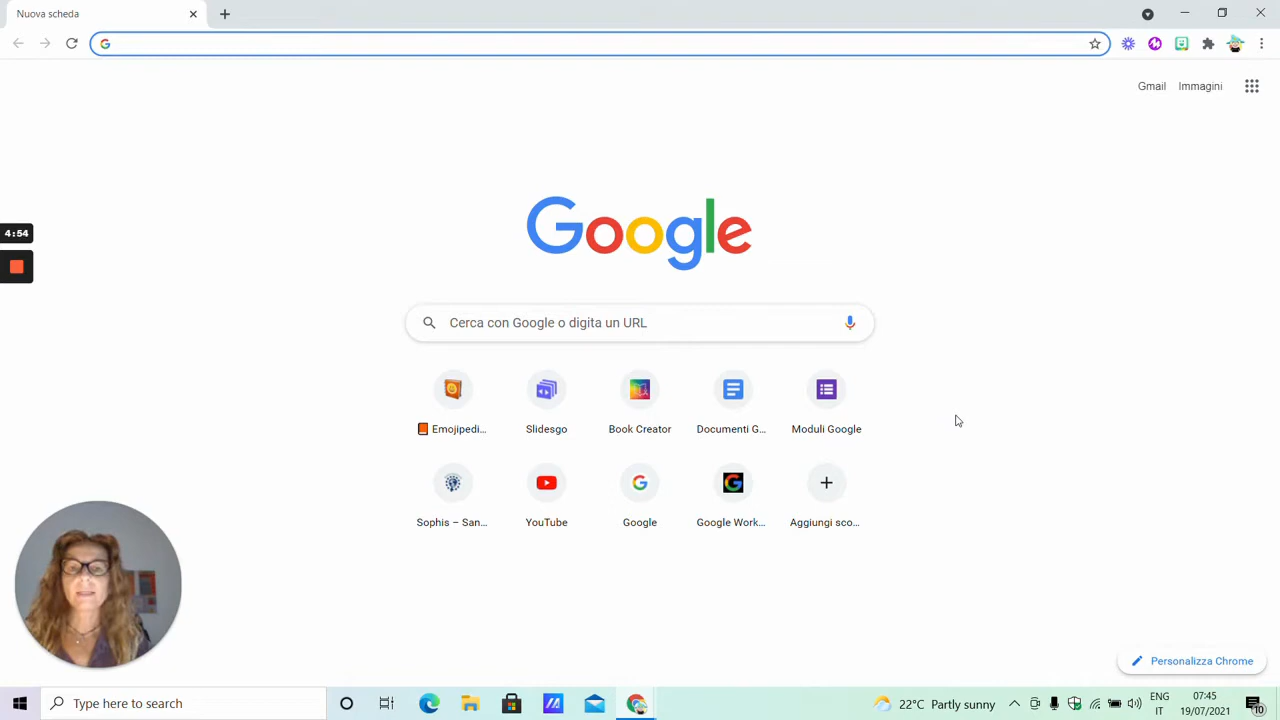 Nuova scheda
Gmail Immagini
4:54
Google
Cerca con Google o digita un URL
Emojipedi...
Slidesgo
Book Creator
Documenti G...
Moduli Google
Sophis – San...
YouTube
Google
Google Work...
Aggiungi sco...
Personalizza Chrome
Type here to search
22°C Partly sunny
ENG
IT
07:45
19/07/2021
10